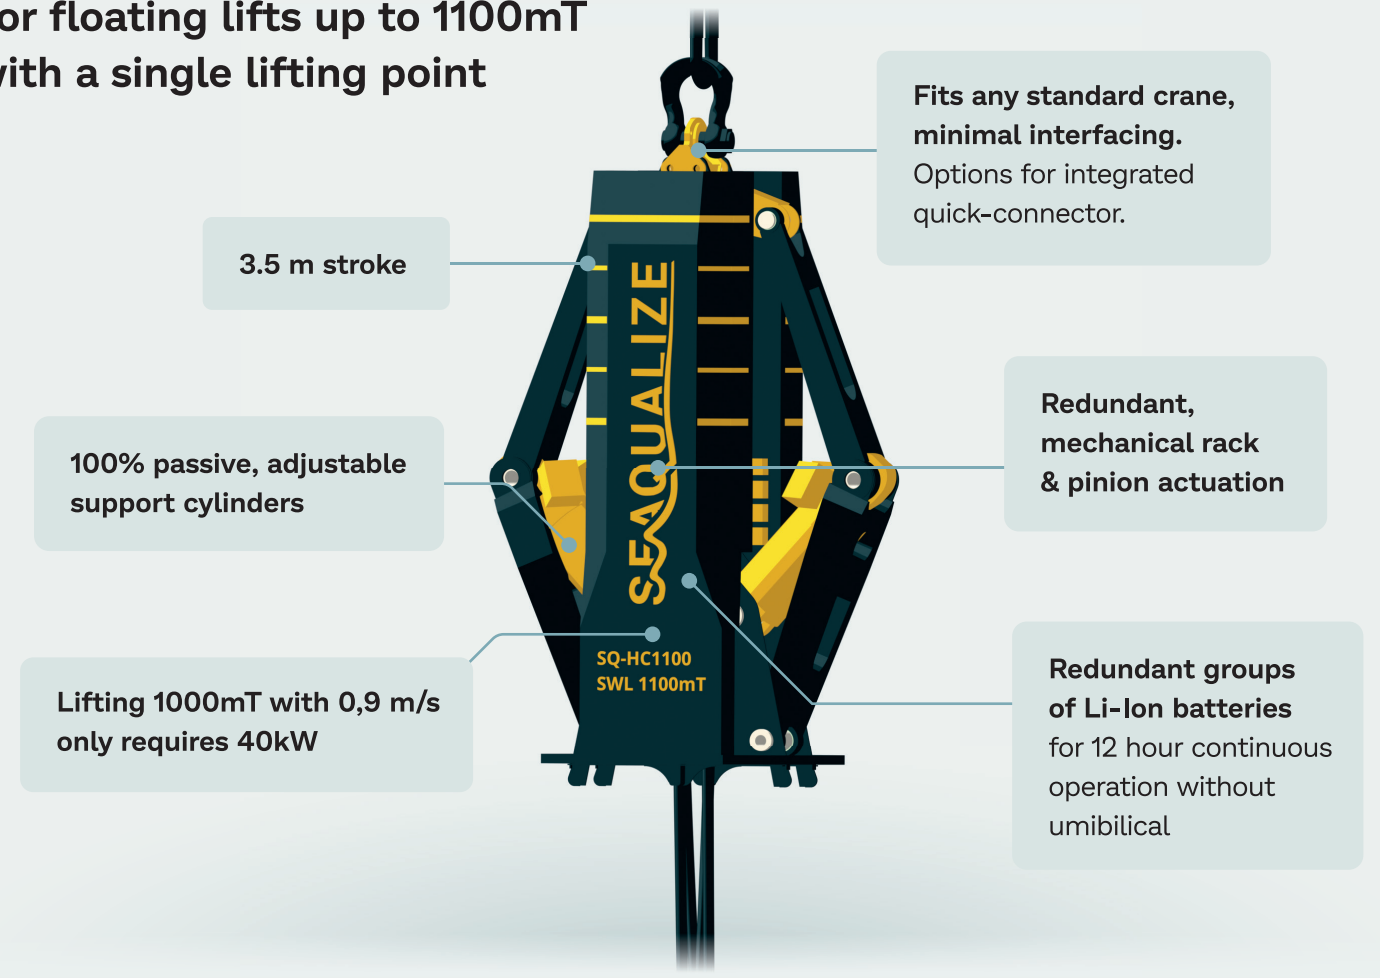 or floating lifts up to 1100mT
with a single lifting point
Fits any standard crane,
minimal interfacing.
Options for integrated
quick-connector.
3.5 m stroke
SEAQUALIZE
Redundant,
mechanical rack
& pinion actuation
100% passive, adjustable
support cylinders
SQ-HC1100
SWL 1100mT
Lifting 1000mT with 0,9 m/s
only requires 40kW
Redundant groups
of Li-Ion batteries
for 12 hour continuous
operation without
umibilical